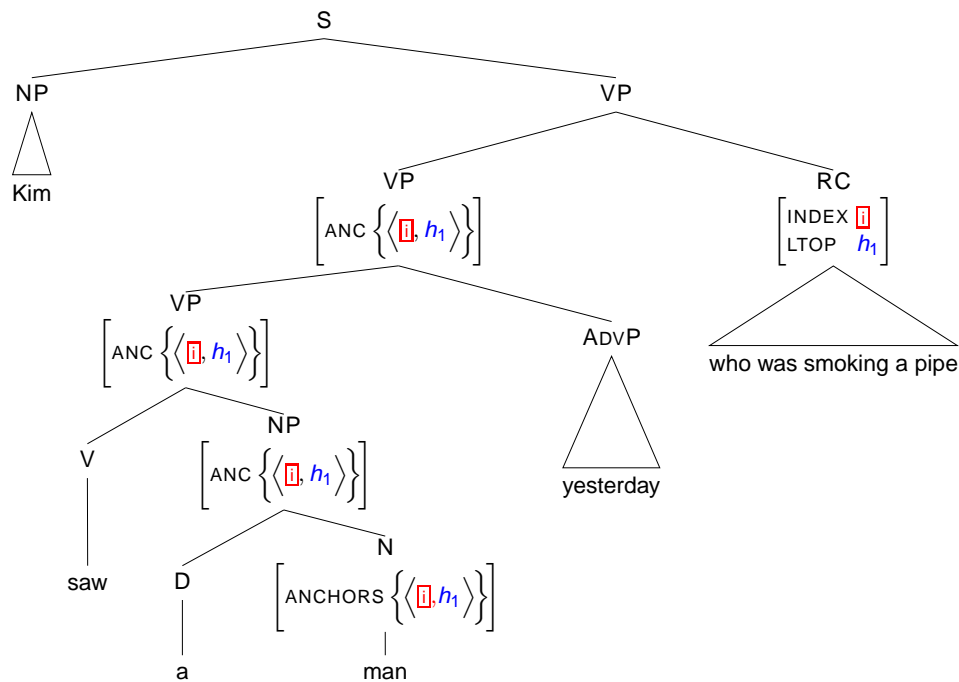 S
NP VP
Kim
VP RC
[ANC {⟨i, h₁⟩}] [INDEX i
LTOP h₁]
VP
[ANC {⟨i, h₁⟩}]
ADVP
who was smoking a pipe
NP
V [ANC {⟨i, h₁⟩}]
yesterday
N
saw D [ANCHORS {⟨i,h₁⟩}]
a man